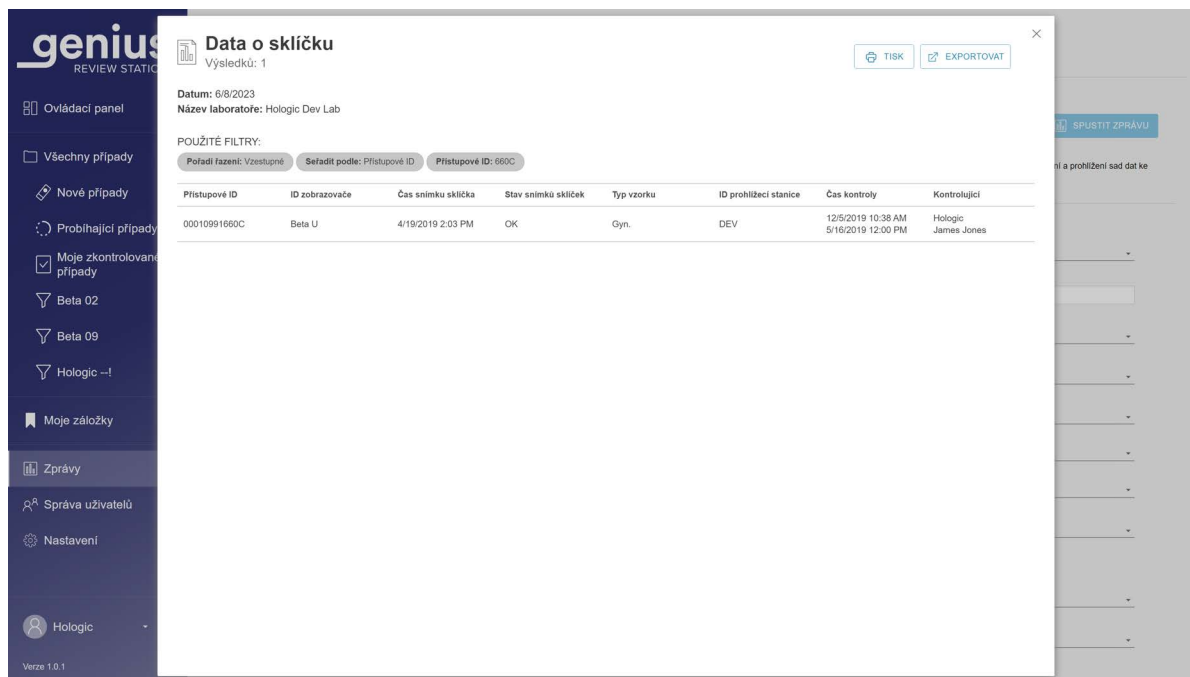 genius
REVIEW STATIC
Ovládací panel
Všechny případy
Nové případy
Probíhající případy
Moje zkontrolované
případy
Beta 02
Beta 09
Hologic --!
Moje záložky
Zprávy
Správa uživatelů
Nastavení
Hologic
Verze 1.0.1
Data o sklíčku
Výsledků: 1
TISK
EXPORTOVAT
Datum: 6/8/2023
Název laboratoře: Hologic Dev Lab
POUŽITÉ FILTRY:
Pořadí řazení: Vzestupné
Seřadit podle: Přístupové ID
Přístupové ID: 660C
Přístupové ID ID zobrazovače Čas snímku sklíčka Stav snímků sklíček Typ vzorku ID prohlížecí stanice Čas kontroly Kontrolující
00010991660C Beta U 4/19/2019 2:03 PM OK Gyn. DEV 12/5/2019 10:38 AM Hologic
5/16/2019 12:00 PM James Jones
SPUSTIT ZPRÁVU
ní a prohlížení sad dat ke